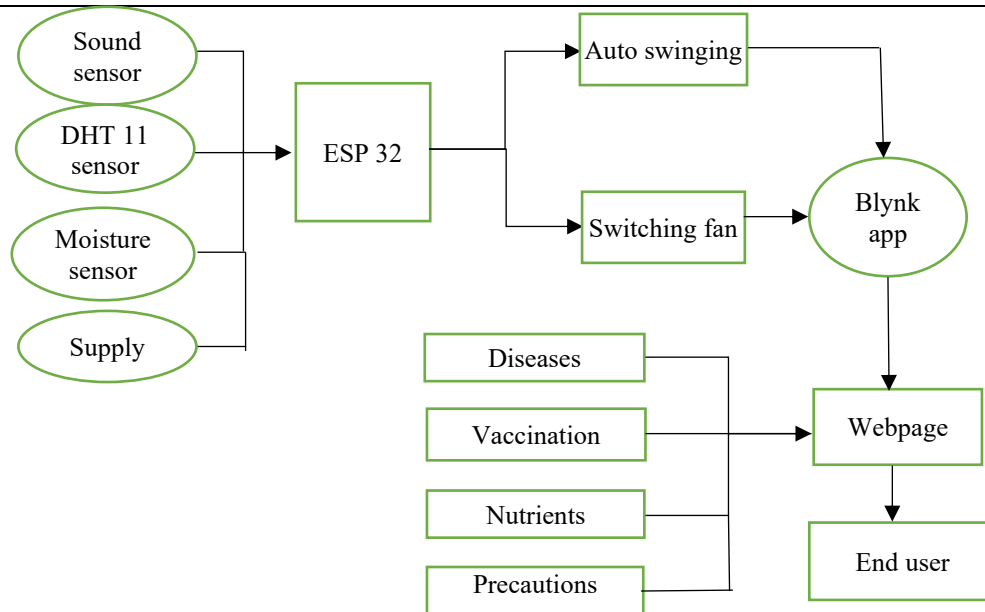 Sound
sensor
DHT 11
sensor
Moisture
sensor
Supply
ESP 32
Auto swinging
Switching fan
Blynk
app
Diseases
Vaccination
Nutrients
Precautions
Webpage
End user